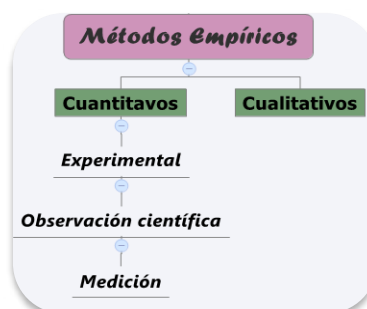 Métodos Empíricos
Cuantitavos
Cualitativos
Experimental
Observación científica
Medición